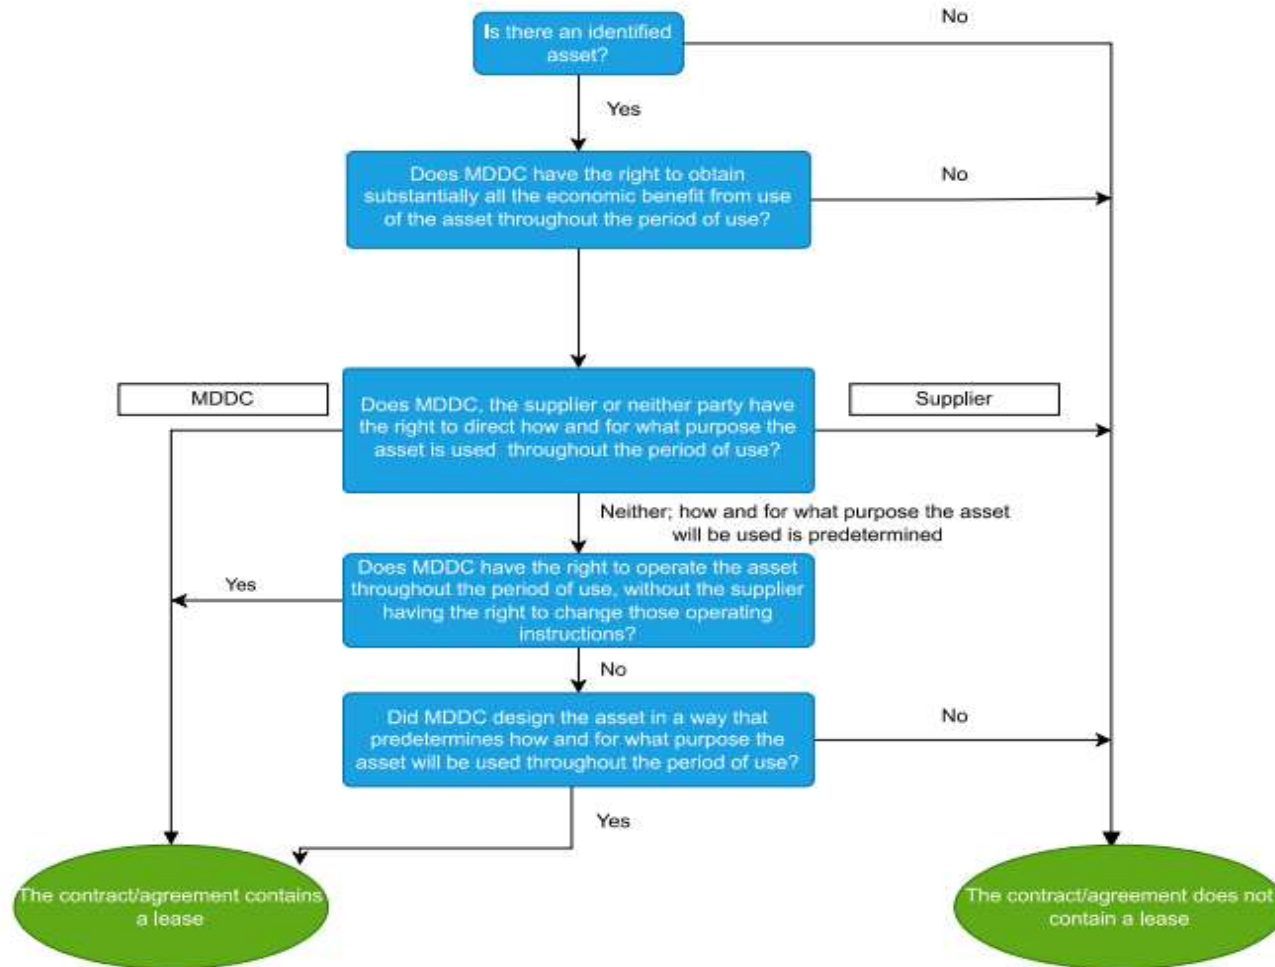 Is there an identified
asset?
No
Yes
Does MDDC have the right to obtain
substantially all the economic benefit from use
of the asset throughout the period of use?
No
MDDC
Does MDDC, the supplier or neither party have
the right to direct how and for what purpose the
asset is used throughout the period of use?
Supplier
Neither; how and for what purpose the asset
will be used is predetermined
Does MDDC have the right to operate the asset
throughout the period of use, without the supplier
having the right to change those operating
instructions?
Yes
No
Did MDDC design the asset in a way that
predetermines how and for what purpose the
asset will be used throughout the period of use?
No
Yes
The contract/agreement contains
a lease
The contract/agreement does not
contain a lease